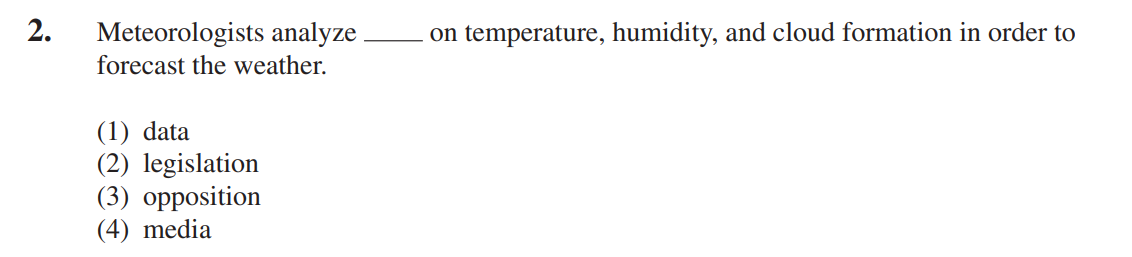 2. Meteorologists analyze ____ on temperature, humidity, and cloud formation in order to
forecast the weather.
(1) data
(2) legislation
(3) opposition
(4) media